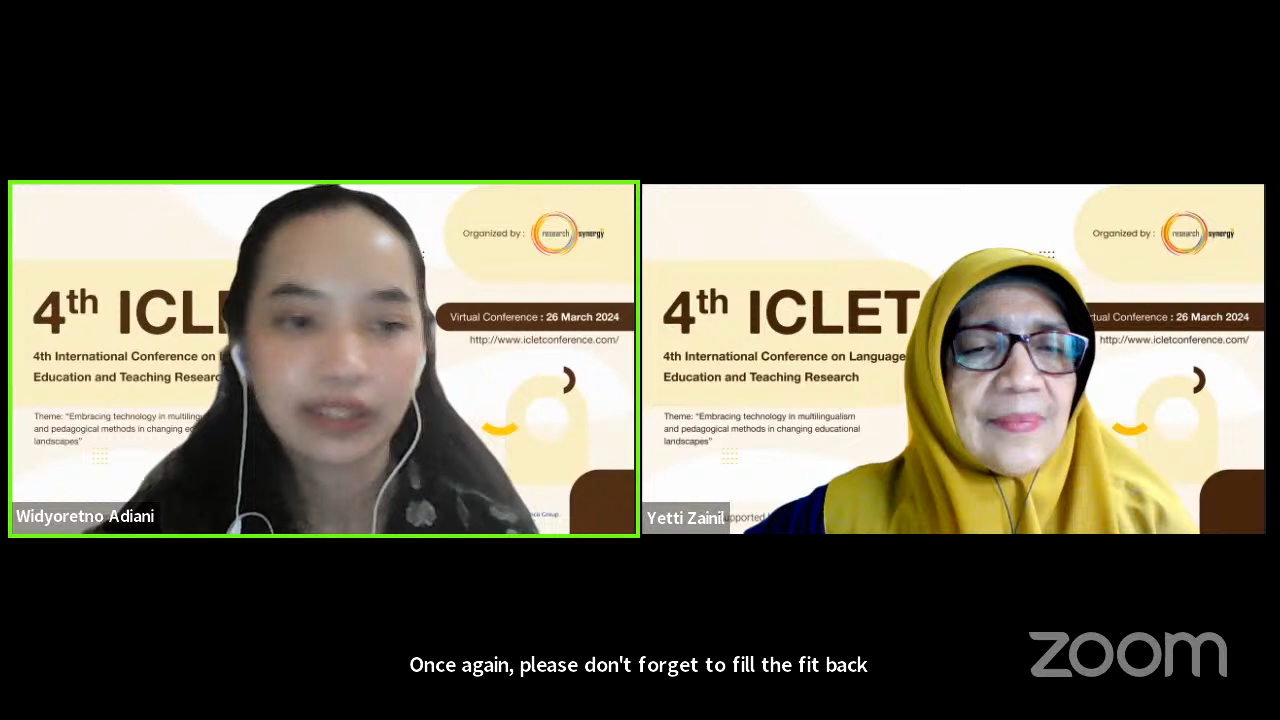 Organized by :
research synergy
4th ICLE
Virtual Conference : 26 March 2024
http://www.icletconference.com/
4th International Conference on
Education and Teaching Researc
Theme: "Embracing technology in multiling
and pedagogical methods in changing
landscapes"
Widyoretno Adiani
Organized by :
research synergy
4th ICLET
Virtual Conference : 26 March 2024
http://www.icletconference.com/
4th International Conference on Language
Education and Teaching Research
Theme: "Embracing technology in multilingualism
and pedagogical methods in changing educational
landscapes"
Yetti Zainil
Once again, please don't forget to fill the fit back
zoom